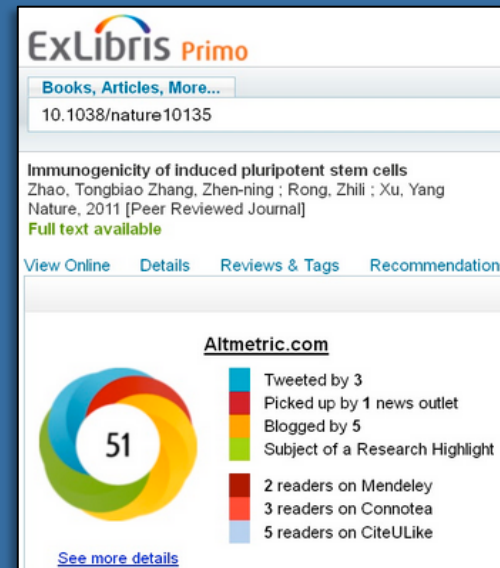 ExLibris Primo
Books, Articles, More...
10.1038/nature10135
Immunogenicity of induced pluripotent stem cells
Zhao, Tongbiao Zhang, Zhen-ning ; Rong, Zhili ; Xu, Yang
Nature, 2011 [Peer Reviewed Journal]
Full text available
View Online Details Reviews & Tags Recommendation
Altmetric.com
51
Tweeted by 3
Picked up by 1 news outlet
Blogged by 5
Subject of a Research Highlight
2 readers on Mendeley
3 readers on Connotea
5 readers on CiteULike
See more details